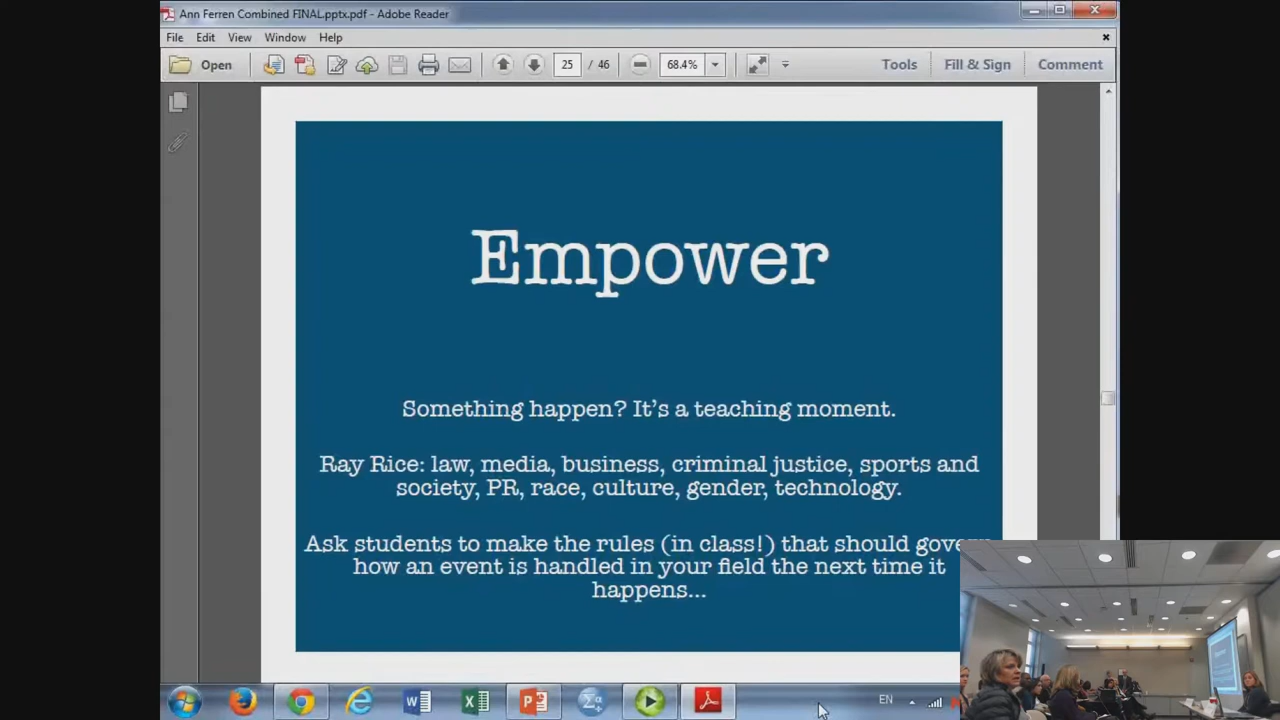 Ann Ferren Combined FINAL.pptx.pdf - Adobe Reader
File Edit View Window Help
Open 25 / 46 68.4% Tools Fill & Sign Comment
Empower
Something happen? It's a teaching moment.
Ray Rice: law, media, business, criminal justice, sports and
society, PR, race, culture, gender, technology.
Ask students to make the rules (in class!) that should
how an event is handled in your field the next time it
happens...
EN